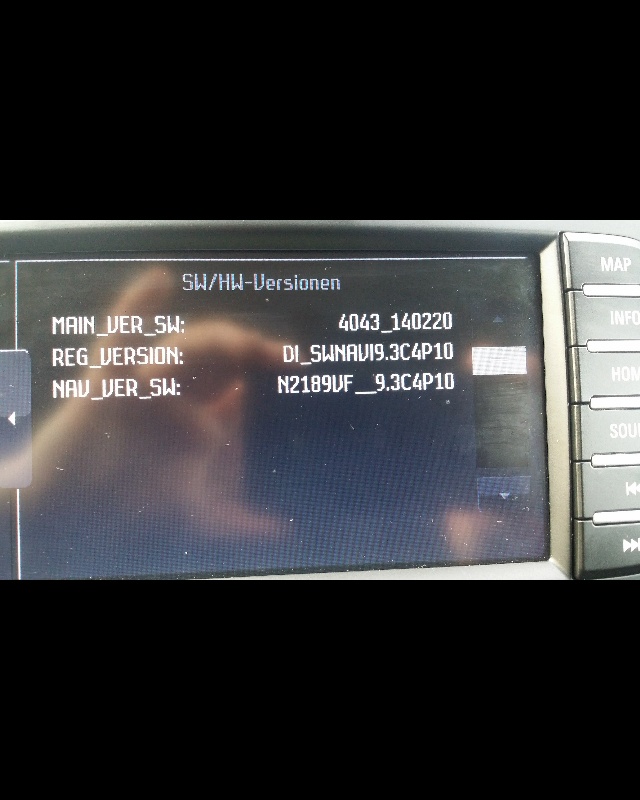 SW/HW-Versionen
MAIN_VER_SW: 4043_140220
REG_VERSION: DI_SWNAVI9.3C4P10
NAV_VER_SW: N2189VF__9.3C4P10
MAP
INFO
HOM
SOU